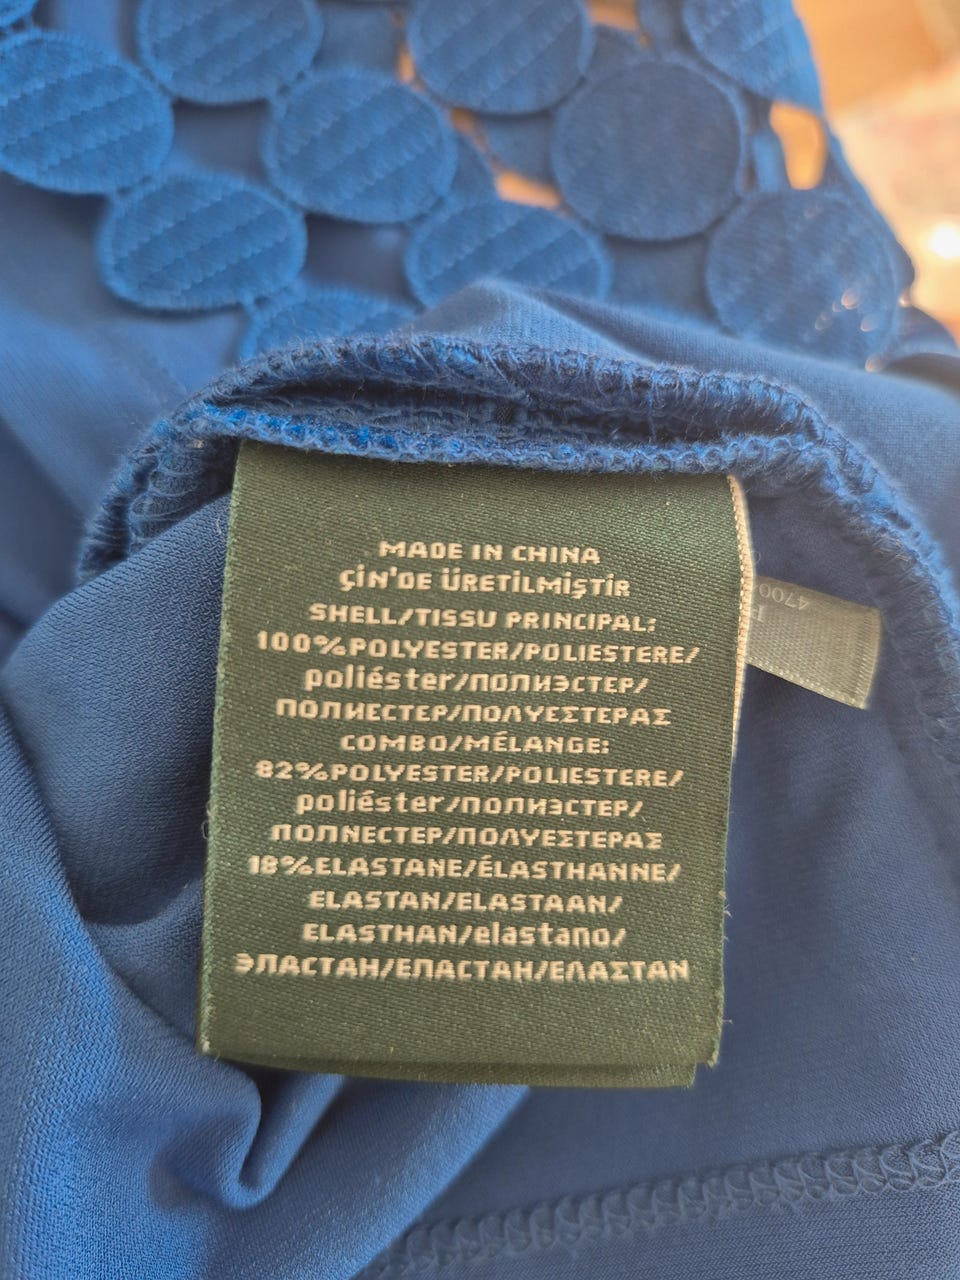 MADE IN CHINA
ÇİN'DE ÜRETİLMİŞTİR
SHELL/TISSU PRINCIPAL:
100%POLYESTER/POLIESTERE/
poliéster/ПОЛИЭСТЕР/
ПОЛИЕСТЕР/ΠΟΛΥΕΣΤΕΡΑΣ
COMBO/MÉLANGE:
82%POLYESTER/POLIESTERE/
poliéster/ПОЛИЭСТЕР/
ПОЛИЕСТЕР/ΠΟΛΥΕΣΤΕΡΑΣ
18%ELASTANE/ÉLASTHANNE/
ELASTAN/ELASTAAN/
ELASTHAN/elastano/
ЭЛАСТАН/ЕЛАСТАН/ΕΛΑΣΤΑΝ
4700